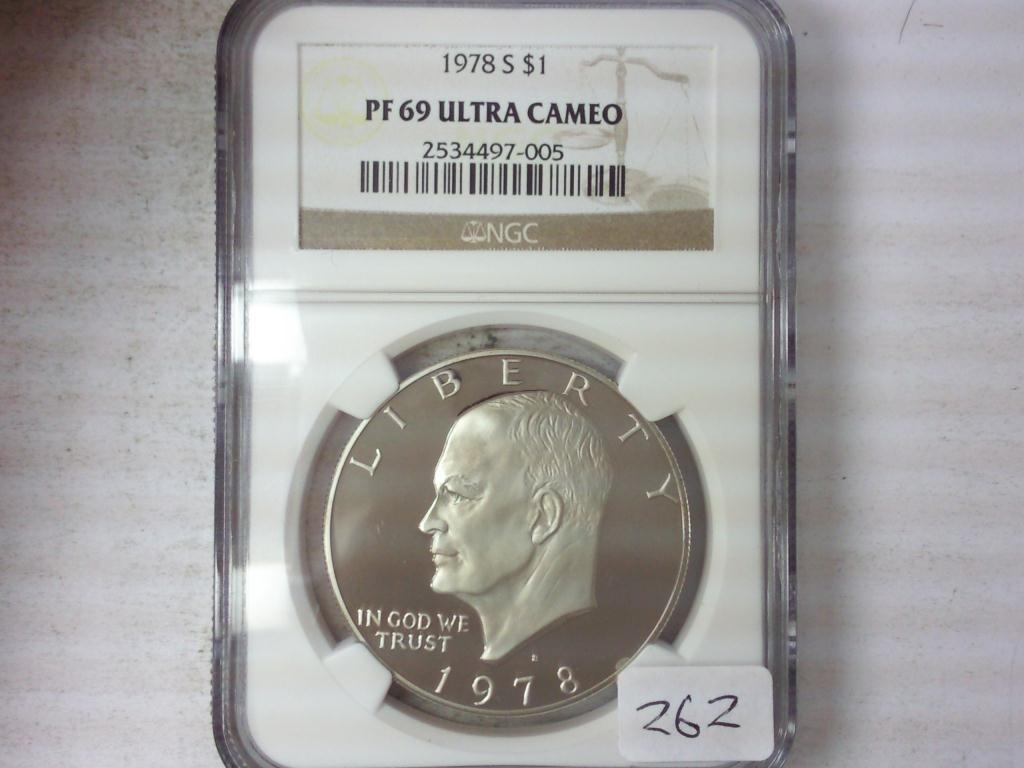 1978 S $1
PF 69 ULTRA CAMEO
2534497-005
NGC
LIBERTY
IN GOD WE
TRUST
S
1978
262